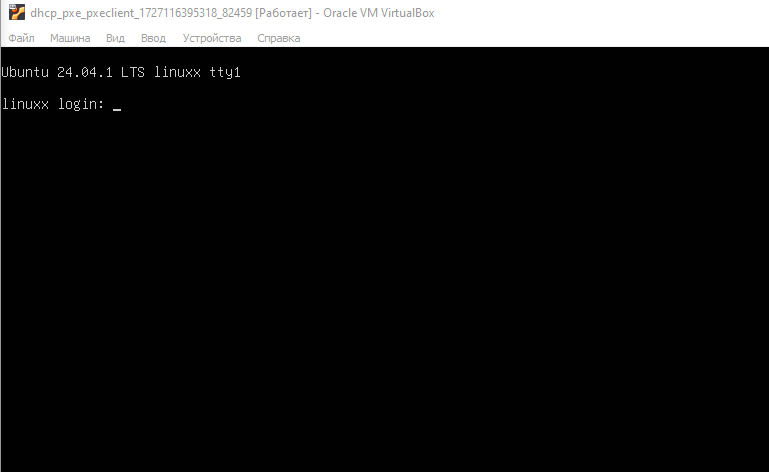 dhcp_pxe_pxeclient_1727116395318_82459 [Работает] - Oracle VM VirtualBox
Файл Машина Вид Ввод Устройства Справка
Ubuntu 24.04.1 LTS linuxx tty1
linuxx login: _